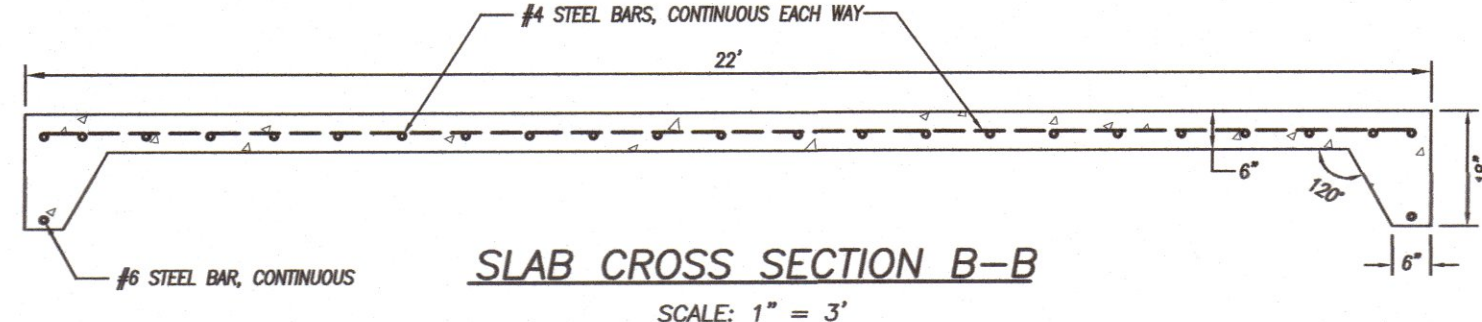 #4 STEEL BARS, CONTINUOUS EACH WAY
22'
6"
120°
18"
6"
#6 STEEL BAR, CONTINUOUS
SLAB CROSS SECTION B-B
SCALE: 1" = 3'